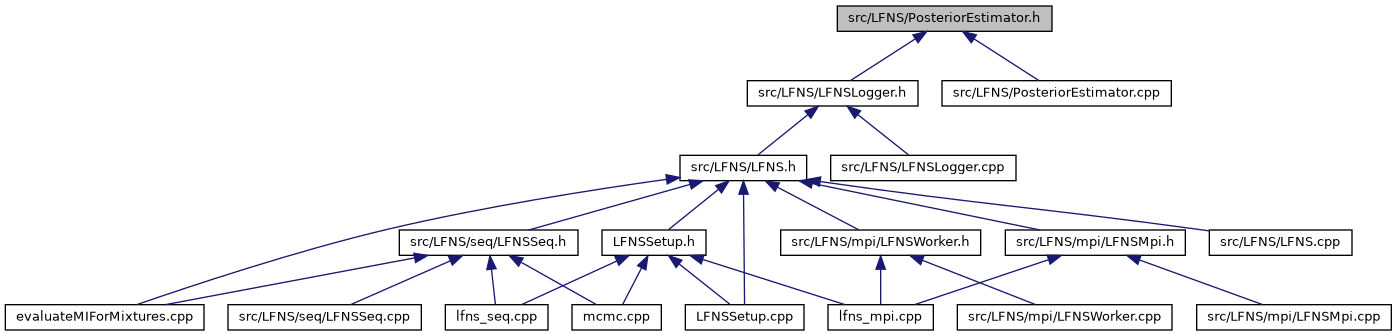 src/LFNS/PosteriorEstimator.h
src/LFNS/LFNSLogger.h
src/LFNS/PosteriorEstimator.cpp
src/LFNS/LFNS.h
src/LFNS/LFNSLogger.cpp
src/LFNS/seq/LFNSSeq.h
LFNSSetup.h
src/LFNS/mpi/LFNSWorker.h
src/LFNS/mpi/LFNSMpi.h
src/LFNS/LFNS.cpp
evaluateMIForMixtures.cpp
src/LFNS/seq/LFNSSeq.cpp
lfns_seq.cpp
mcmc.cpp
LFNSSetup.cpp
lfns_mpi.cpp
src/LFNS/mpi/LFNSWorker.cpp
src/LFNS/mpi/LFNSMpi.cpp